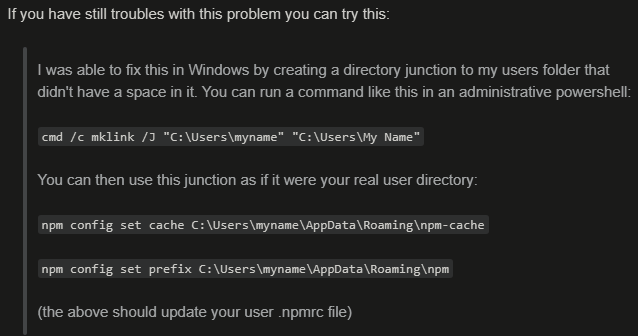 If you have still troubles with this problem you can try this:
I was able to fix this in Windows by creating a directory junction to my users folder that
didn't have a space in it. You can run a command like this in an administrative powershell:
cmd /c mklink /J "C:\Users\myname" "C:\Users\My Name"
You can then use this junction as if it were your real user directory:
npm config set cache C:\Users\myname\AppData\Roaming\npm-cache
npm config set prefix C:\Users\myname\AppData\Roaming\npm
(the above should update your user .npmrc file)